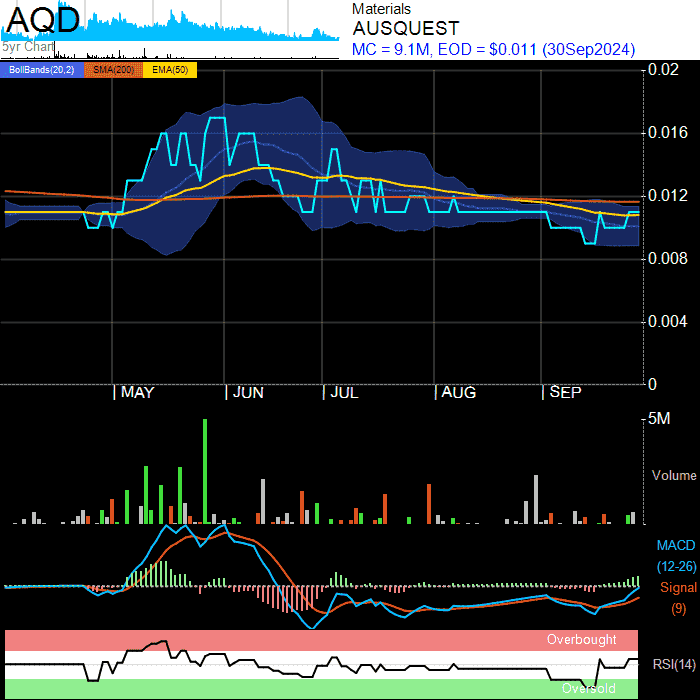 AQD
5yr Chart
Materials
AUSQUEST
MC = 9.1M, EOD = $0.011 (30Sep2024)
BollBands(20,2) SMA(200) EMA(50)
0.02
0.016
0.012
0.008
0.004
0
MAY JUN JUL AUG SEP
5M
Volume
MACD
(12-26)
Signal
(9)
Overbought
RSI(14)
Oversold